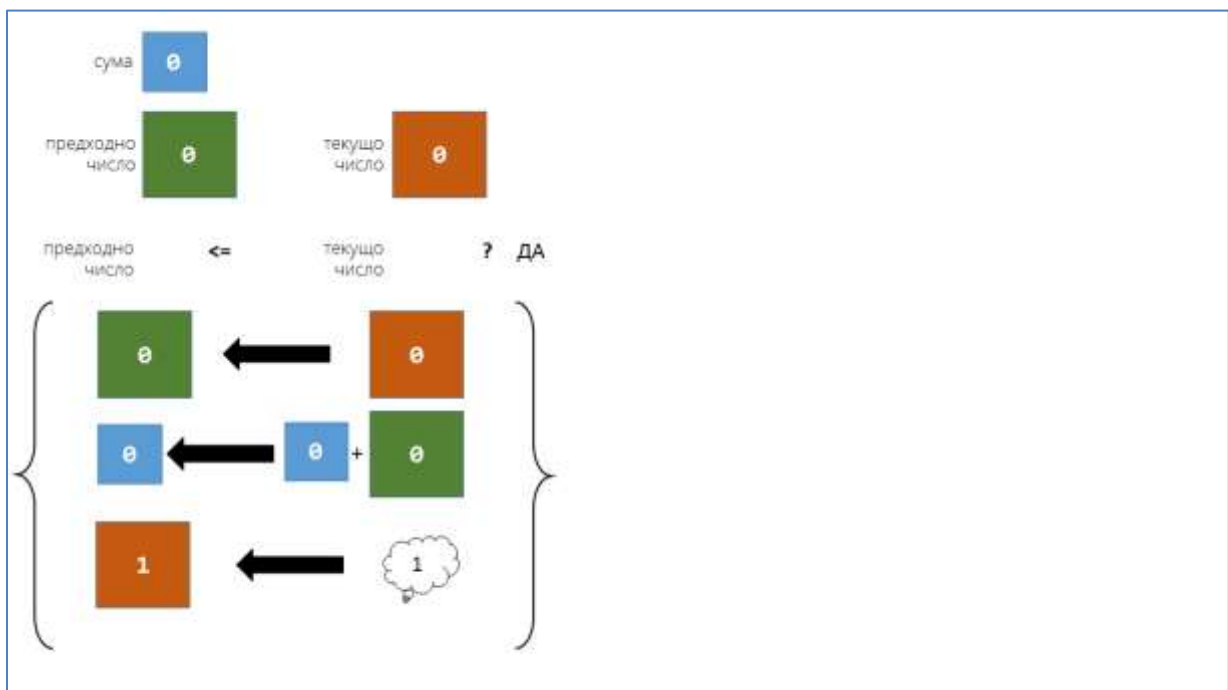 сума 0
предходно число 0 текущо число 0
предходно число <= текущо число ? ДА
0 0
0 0 + 0
1 1